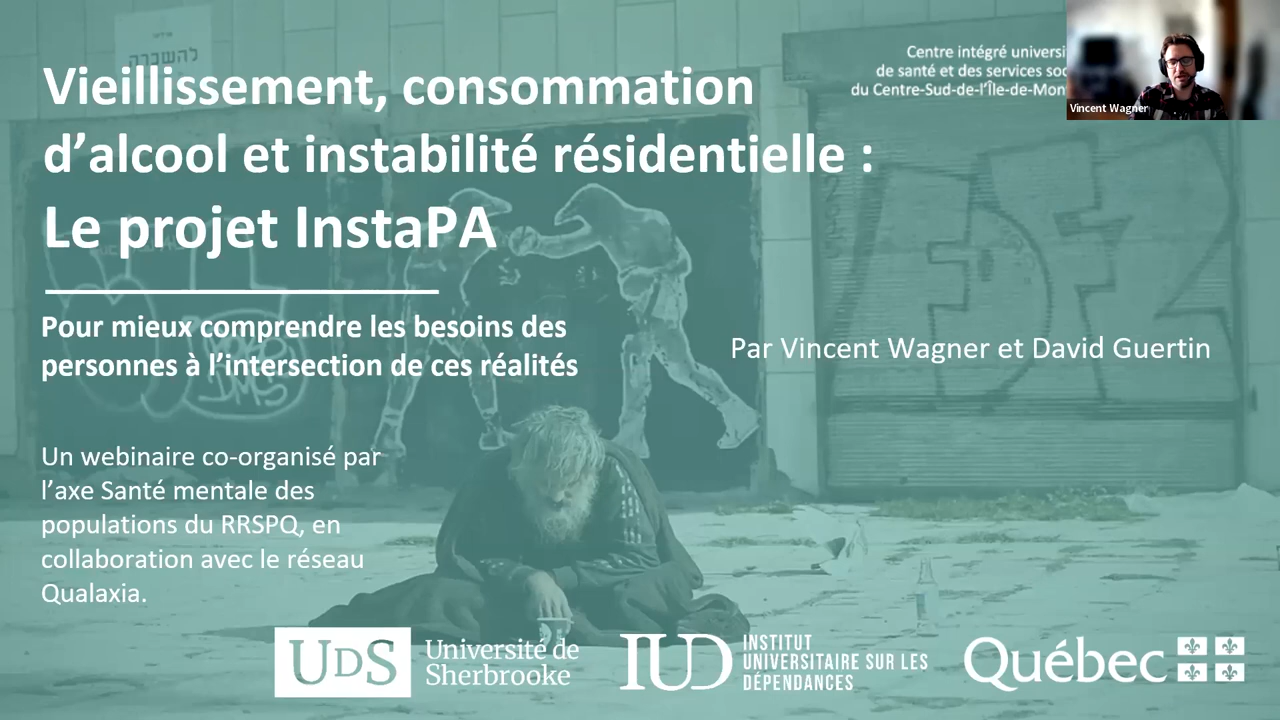 להשכרה
Centre intégré universi
de santé et des services soc
du Centre-Sud-de-l'Île-de-Mon
Vincent Wagner
Vieillissement, consommation
d’alcool et instabilité résidentielle :
Le projet InstaPA
Pour mieux comprendre les besoins des
personnes à l’intersection de ces réalités
Par Vincent Wagner et David Guertin
Un webinaire co-organisé par
l’axe Santé mentale des
populations du RRSPQ, en
collaboration avec le réseau
Qualaxia.
DMS
UDS
Université de
Sherbrooke
IUD
INSTITUT
UNIVERSITAIRE SUR LES
DÉPENDANCES
Québec